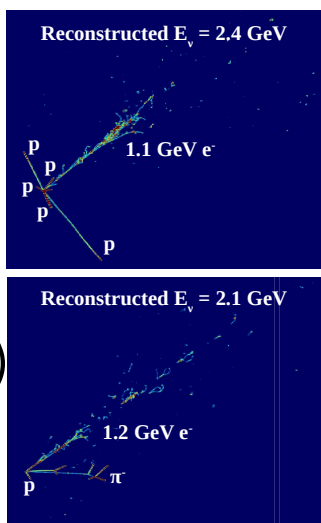 Reconstructed Eν = 2.4 GeV
1.1 GeV e-
p
p
p
p
p
Reconstructed Eν = 2.1 GeV
1.2 GeV e-
p
π-
)